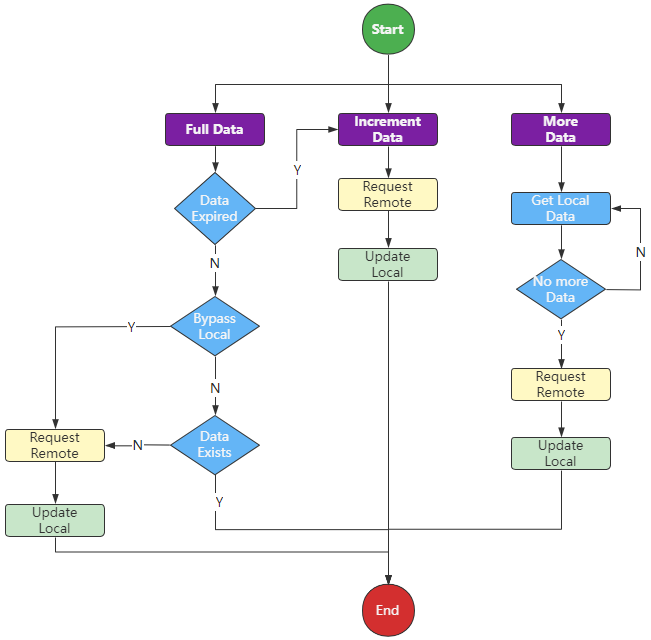 Start
Full Data
Increment
Data
More
Data
Y
Data
Expired
Request
Remote
Get Local
Data
N
Update
Local
N
No more
Data
Y
Bypass
Local
Y
N
Request
Remote
Request
Remote
N
Data
Exists
Update
Local
Y
Update
Local
End